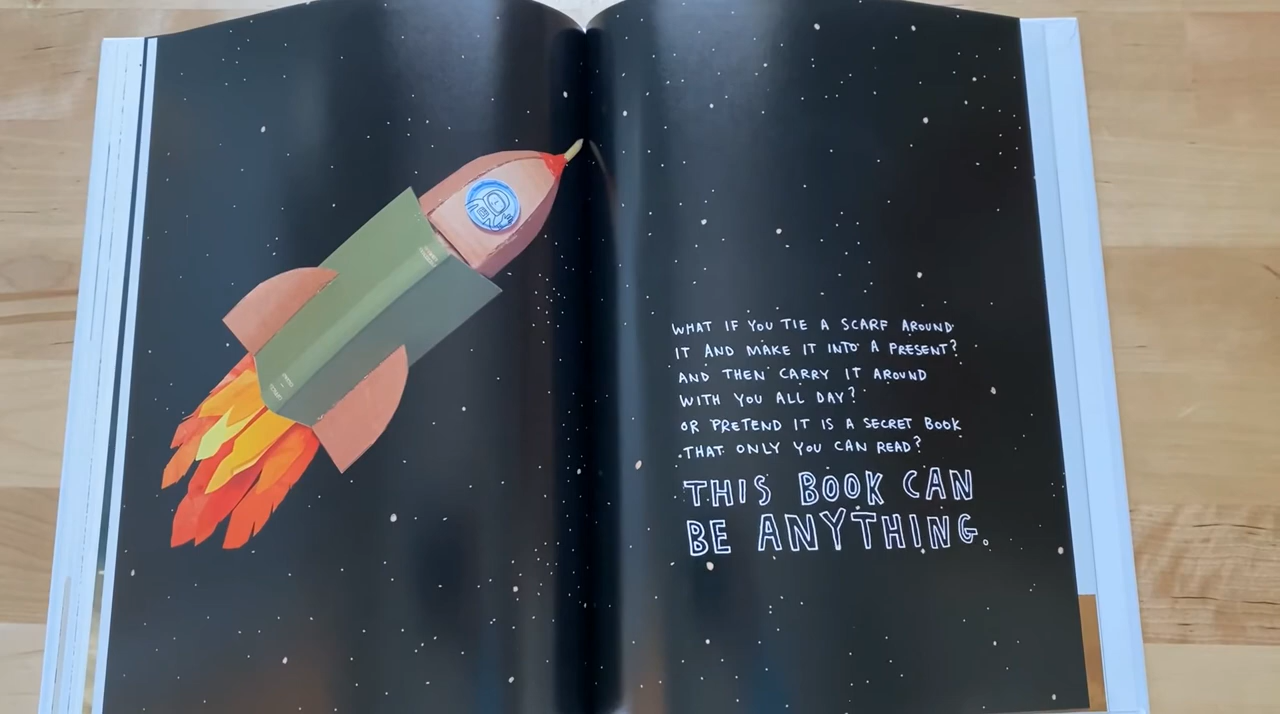 WHAT IF YOU TIE A SCARF AROUND
IT AND MAKE IT INTO A PRESENT?
AND THEN CARRY IT AROUND
WITH YOU ALL DAY?
OR PRETEND IT IS A SECRET BOOK
THAT ONLY YOU CAN READ?
THIS BOOK CAN
BE ANYTHING.